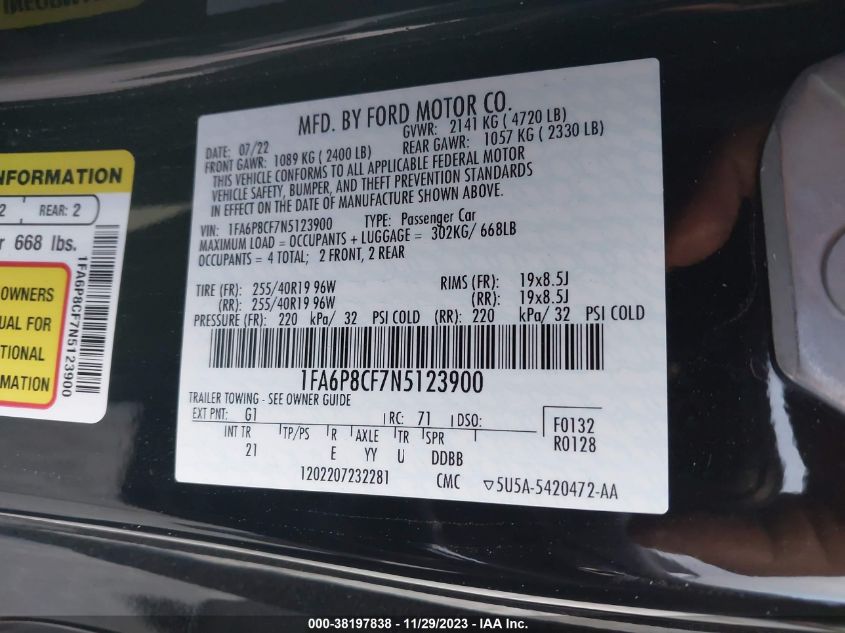 MFD. BY FORD MOTOR CO.
DATE: 07/22 GVWR: 2141 KG ( 4720 LB)
FRONT GAWR: 1089 KG ( 2400 LB) REAR GAWR: 1057 KG ( 2330 LB)
THIS VEHICLE CONFORMS TO ALL APPLICABLE FEDERAL MOTOR
VEHICLE SAFETY, BUMPER, AND THEFT PREVENTION STANDARDS
IN EFFECT ON THE DATE OF MANUFACTURE SHOWN ABOVE.
VIN: 1FA6P8CF7N5123900 TYPE: Passenger Car
MAXIMUM LOAD = OCCUPANTS + LUGGAGE = 302KG/ 668LB
OCCUPANTS = 4 TOTAL; 2 FRONT, 2 REAR
TIRE (FR): 255/40R19 96W RIMS (FR): 19x8.5J
(RR): 255/40R19 96W (RR): 19x8.5J
PRESSURE (FR): 220 kPa/ 32 PSI COLD (RR): 220 kPa/ 32 PSI COLD
1FA6P8CF7N5123900
TRAILER TOWING - SEE OWNER GUIDE
EXT PNT: G1 RC: 71 DSO: F0132
INT TR TP/PS R AXLE TR SPR R0128
21 E YY U DDBB
1202207232281 CMC 5U5A-5420472-AA
NFORMATION
2 REAR: 2
r 668 lbs.
OWNERS
UAL FOR
TIONAL
MATION
1FA6P8CF7N5123900
000-38197838 - 11/29/2023 - IAA Inc.